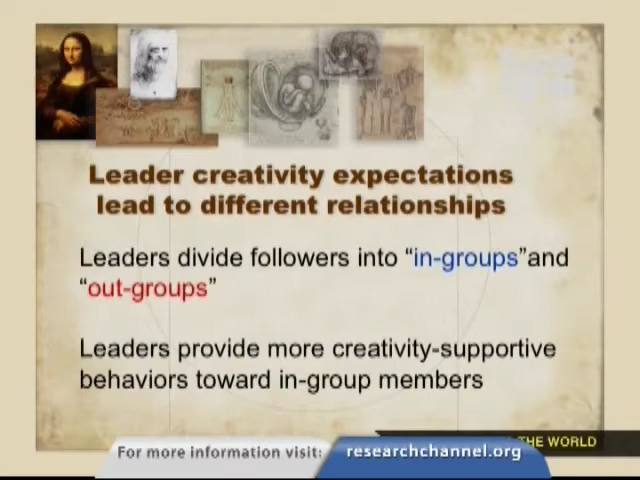 Leader creativity expectations
lead to different relationships
Leaders divide followers into “in-groups”and
“out-groups”
Leaders provide more creativity-supportive
behaviors toward in-group members
THE WORLD
For more information visit:
researchchannel.org